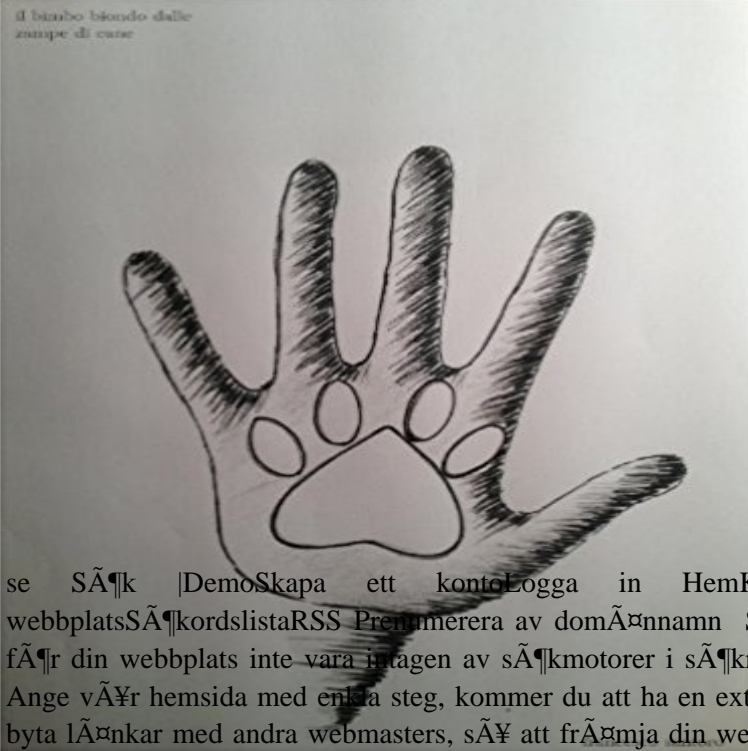 il bimbo biondo dalle
zampe di cane
se SÃ¶k |DemoSkapa ett kontoLogga in Hem
webbplatsSÃ¶kordslistaRSS Prenumerera av domÃ¤nnamn
fÃ¶r din webbplats inte vara intagen av sÃ¶kmotorer i
Ange vÃ¥r hemsida med enkla steg, kommer du att ha en
byta lÃ¤nkar med andra webmasters, sÃ¥ att frÃ¤mja din